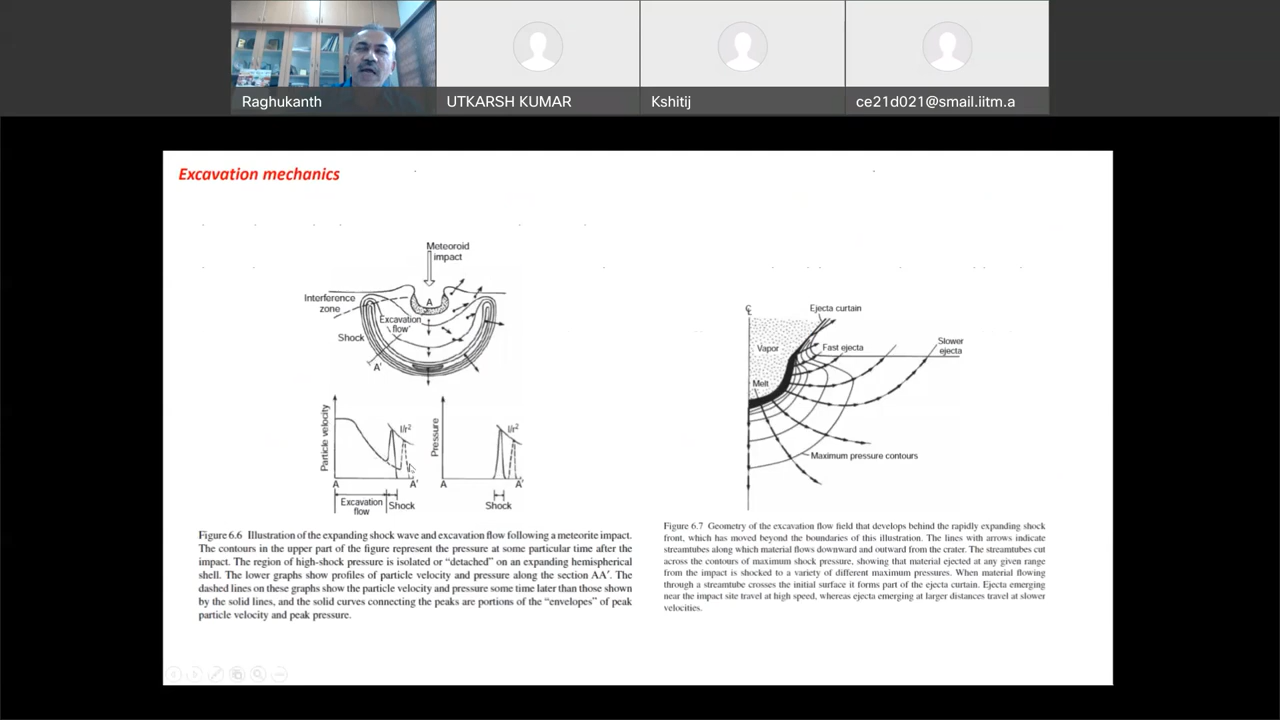 Raghukanth
UTKARSH KUMAR
Kshitij
ce21d021@smail.iitm.a
Excavation mechanics
Meteoroid
impact
Interference
zone
A
Excavation
flow
Shock
A'
Particle velocity
l/r²
A
A'
Excavation
flow
Shock
Pressure
l/r²
A
A'
Shock
Figure 6.6 Illustration of the expanding shock wave and excavation flow following a meteorite impact.
The contours in the upper part of the figure represent the pressure at some particular time after the
impact. The region of high-shock pressure is isolated or “detached” on an expanding hemispherical
shell. The lower graphs show profiles of particle velocity and pressure along the section AA′. The
dashed lines on these graphs show the particle velocity and pressure some time later than those shown
by the solid lines, and the solid curves connecting the peaks are portions of the “envelopes” of peak
particle velocity and peak pressure.
℄
Ejecta curtain
Vapor
Fast ejecta
Slower
ejecta
Melt
Maximum pressure contours
Figure 6.7 Geometry of the excavation flow field that develops behind the rapidly expanding shock
front, which has moved beyond the boundaries of this illustration. The lines with arrows indicate
streamtubes along which material flows downward and outward from the crater. The streamtubes cut
across the contours of maximum shock pressure, showing that material ejected at any given range
from the impact is shocked to a variety of different maximum pressures. When material flowing
through a streamtube crosses the initial surface it forms part of the ejecta curtain. Ejecta emerging
near the impact site travel at high speed, whereas ejecta emerging at larger distances travel at slower
velocities.